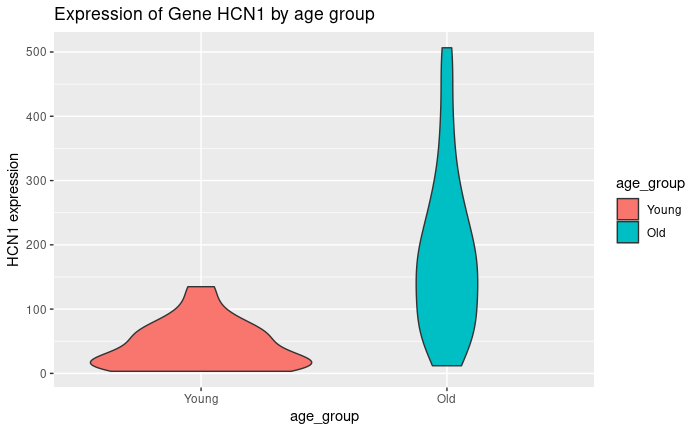 Expression of Gene HCN1 by age group
HCN1 expression
500
400
300
200
100
0
Young
Old
age_group
age_group
Young
Old